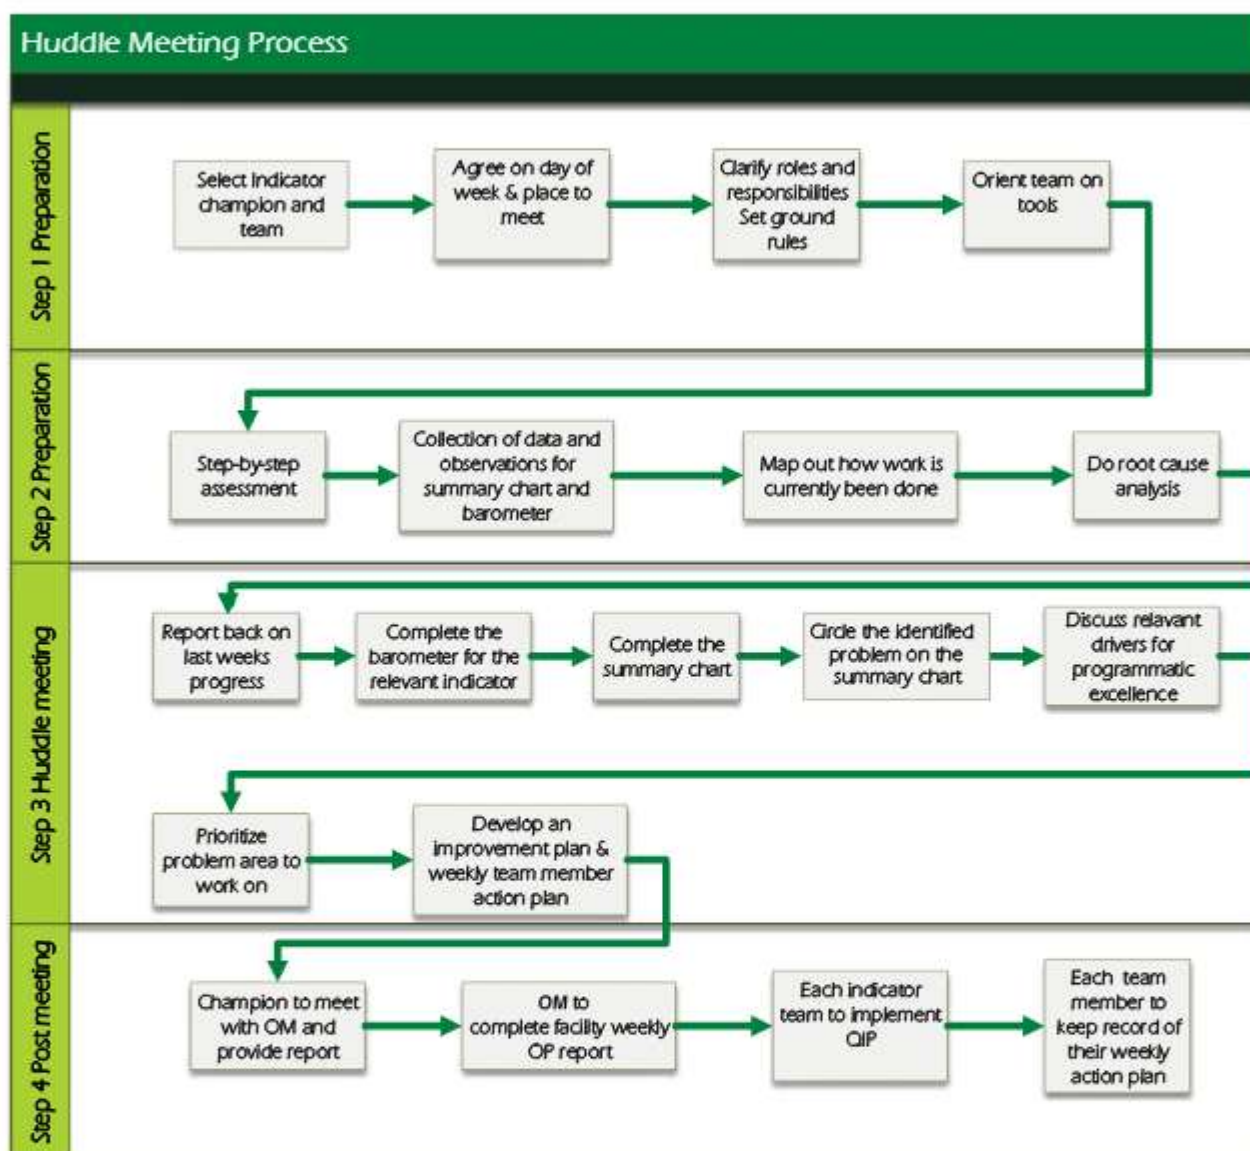 Huddle Meeting Process
Step 1 Preparation
Select Indicator
champion and
team
Agree on day of
week & place to
meet
Clarify roles and
responsibilities
Set ground
rules
Orient team on
tools
Step 2 Preparation
Step-by-step
assessment
Collection of data and
observations for
summary chart and
barometer
Map out how work is
currently been done
Do root cause
analysis
Step 3 Huddle meeting
Report back on
last weeks
progress
Complete the
barometer for the
relevant indicator
Complete the
summary chart
Circle the identified
problem on the
summary chart
Discuss relevant
drivers for
programmatic
excellence
Prioritize
problem area to
work on
Develop an
improvement plan &
weekly team member
action plan
Step 4 Post meeting
Champion to meet
with OM and
provide report
OM to
complete facility weekly
OP report
Each indicator
team to implement
QIP
Each team
member to
keep record of
their weekly
action plan